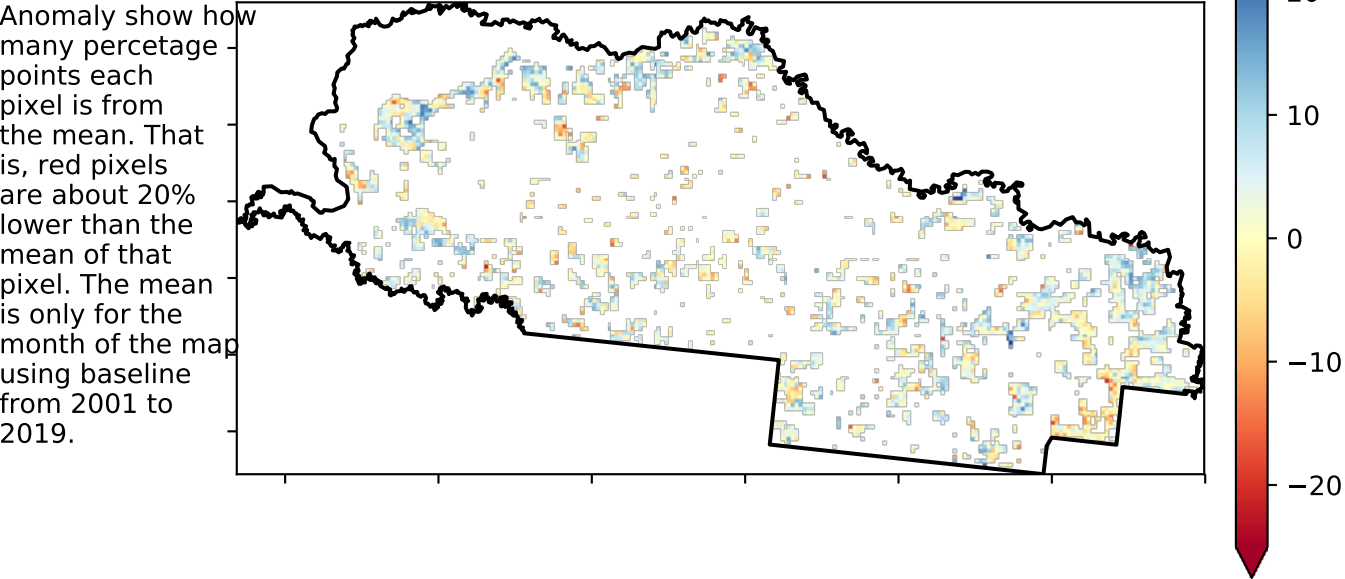 Anomaly show how
many percetage
points each
pixel is from
the mean. That
is, red pixels
are about 20%
lower than the
mean of that
pixel. The mean
is only for the
month of the map
using baseline
from 2001 to
2019.
10
0
−10
−20